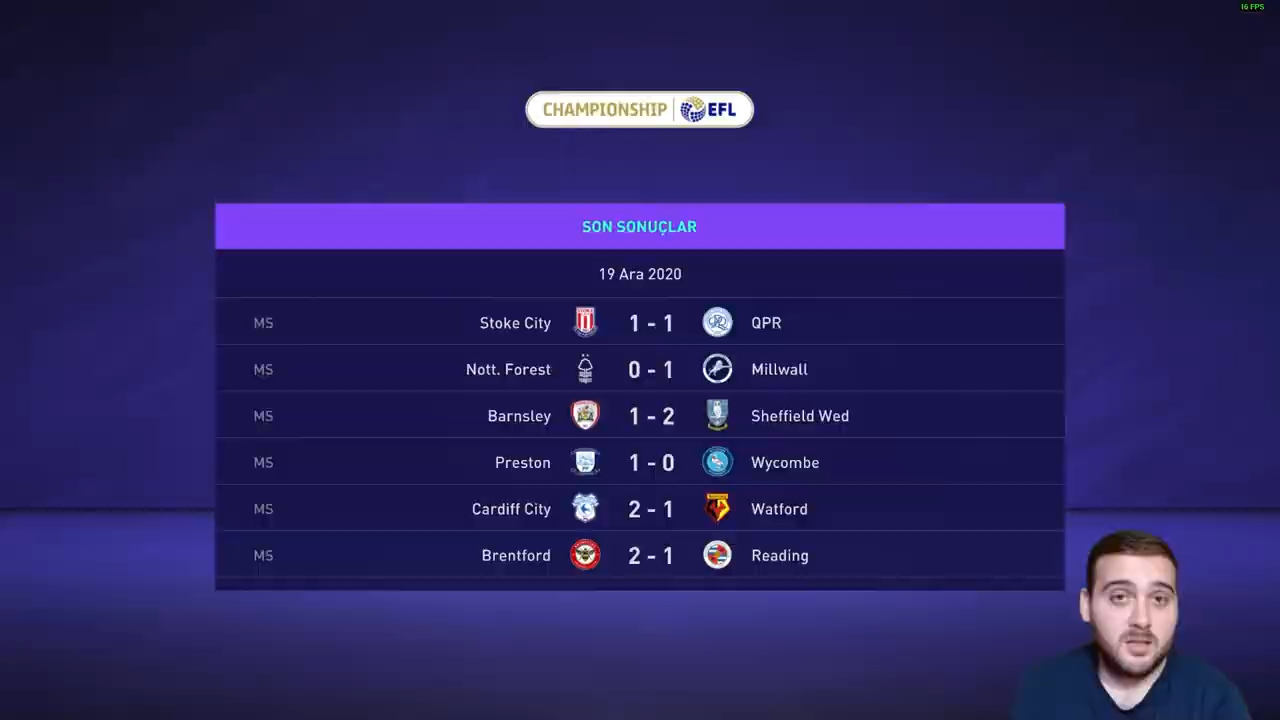 16 FPS
CHAMPIONSHIP EFL
SON SONUÇLAR
19 Ara 2020
MS Stoke City 1 - 1 QPR
MS Nott. Forest 0 - 1 Millwall
MS Barnsley 1 - 2 Sheffield Wed
MS Preston 1 - 0 Wycombe
MS Cardiff City 2 - 1 Watford
MS Brentford 2 - 1 Reading